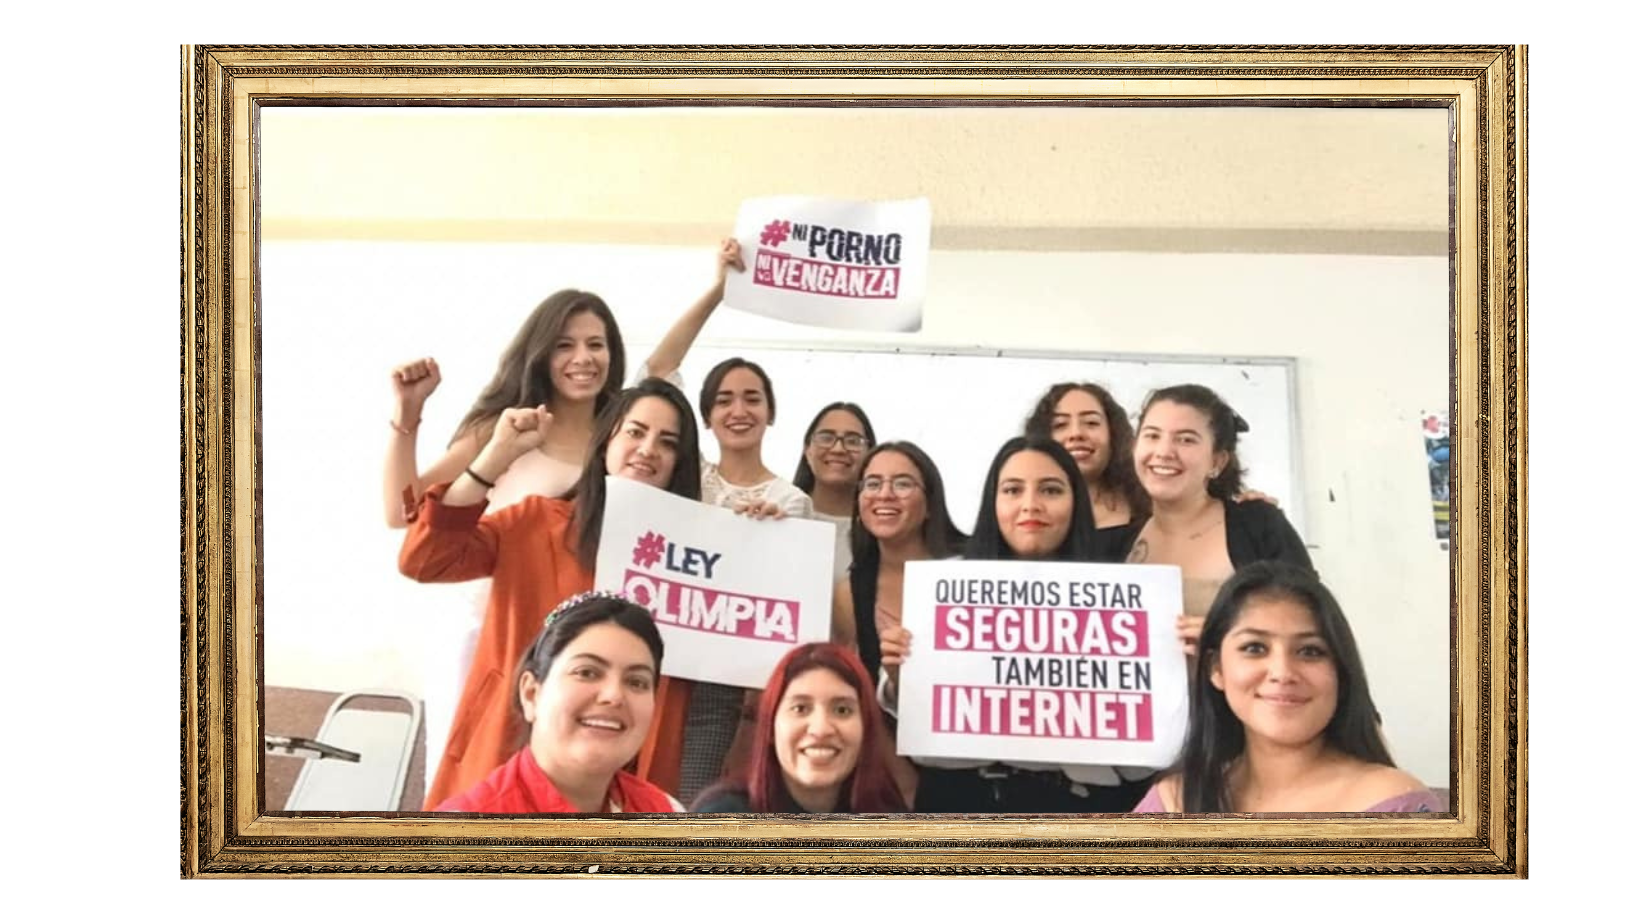 #NI PORNO
NI VENGANZA
#LEY
OLIMPIA
QUEREMOS ESTAR
SEGURAS
TAMBIÉN EN
INTERNET